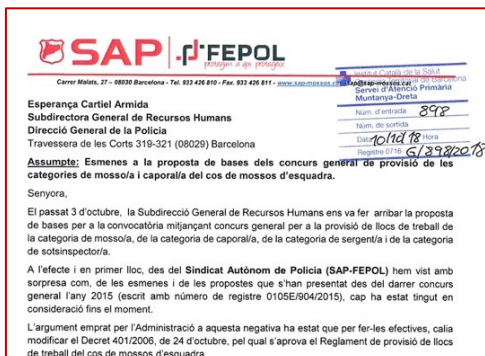 SAP FEPOL
protegim a qui protegeix
Carrer Malats, 27 – 08030 Barcelona - Tel. 933 426 810 - Fax. 933 426 811 - www.sap-mossos.cat
Institut Català de la Salut
Servei d'Atenció Primària
Muntanya-Dreta
Núm. d'entrada 898
Núm. de sortida
Data 10/10/18 Hora
Registre 0716 G/898/2018
Esperança Cartiel Armida
Subdirectora General de Recursos Humans
Direcció General de la Policia
Travessera de les Corts 319-321 (08029) Barcelona
Assumpte: Esmenes a la proposta de bases dels concurs general de provisió de les
categories de mosso/a i caporal/a del cos de mossos d'esquadra.
Senyora,
El passat 3 d'octubre, la Subdirecció General de Recursos Humans ens va fer arribar la proposta
de bases per a la convocatòria mitjançant concurs general per a la provisió de llocs de treball de
la categoria de mosso/a, de la categoria de caporal/a, de la categoria de sergent/a i de la categoria
de sotsinspector/a.
A l'efecte i en primer lloc, des del Sindicat Autònom de Policia (SAP-FEPOL) hem vist amb
sorpresa com, de les esmenes i de les propostes que s'han presentat des del darrer concurs
general l'any 2015 (escrit amb número de registre 0105E/904/2015), cap ha estat tingut en
consideració fins el moment.
L'argument emprat per l'Administració a aquesta negativa ha estat que per fer-les efectives, calia
modificar el Decret 401/2006, de 24 d'octubre, pel qual s'aprova el Reglament de provisió de llocs
de treball del cos de mossos d'esquadra.